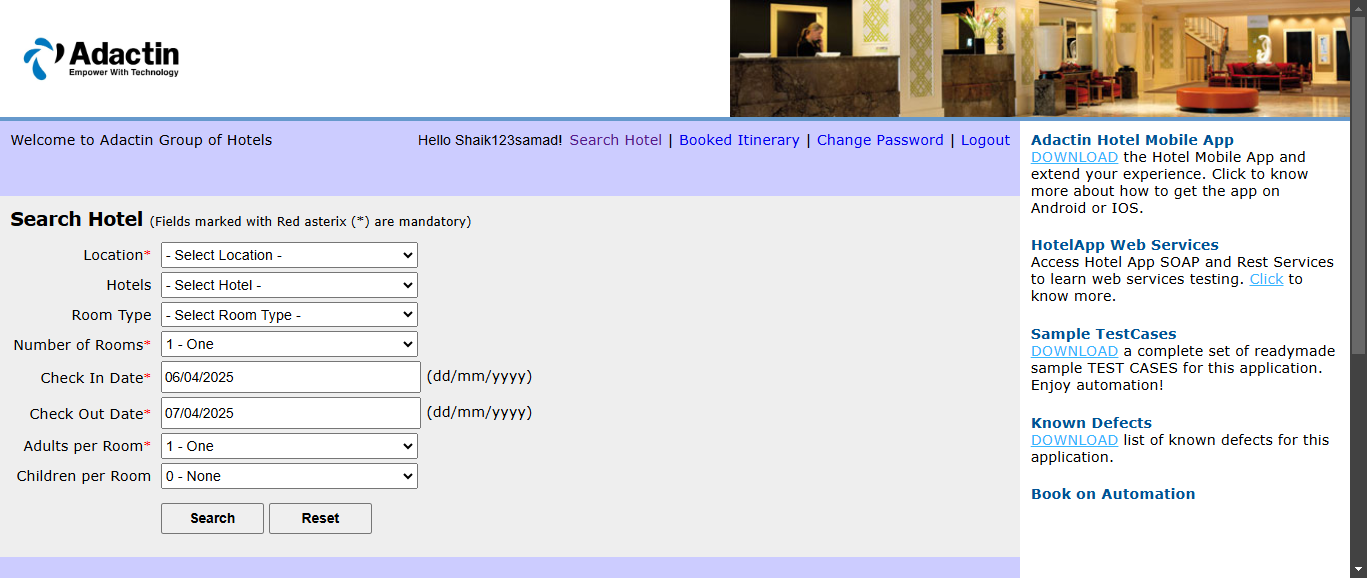 Adactin
Empower With Technology
Welcome to Adactin Group of Hotels
Hello Shaik123samad! Search Hotel | Booked Itinerary | Change Password | Logout
Search Hotel (Fields marked with Red asterix (*) are mandatory)
Location* - Select Location -
Hotels - Select Hotel -
Room Type - Select Room Type -
Number of Rooms* 1 - One
Check In Date* 06/04/2025 (dd/mm/yyyy)
Check Out Date* 07/04/2025 (dd/mm/yyyy)
Adults per Room* 1 - One
Children per Room 0 - None
Search Reset
Adactin Hotel Mobile App
DOWNLOAD the Hotel Mobile App and
extend your experience. Click to know
more about how to get the app on
Android or IOS.
HotelApp Web Services
Access Hotel App SOAP and Rest Services
to learn web services testing. Click to
know more.
Sample TestCases
DOWNLOAD a complete set of readymade
sample TEST CASES for this application.
Enjoy automation!
Known Defects
DOWNLOAD list of known defects for this
application.
Book on Automation